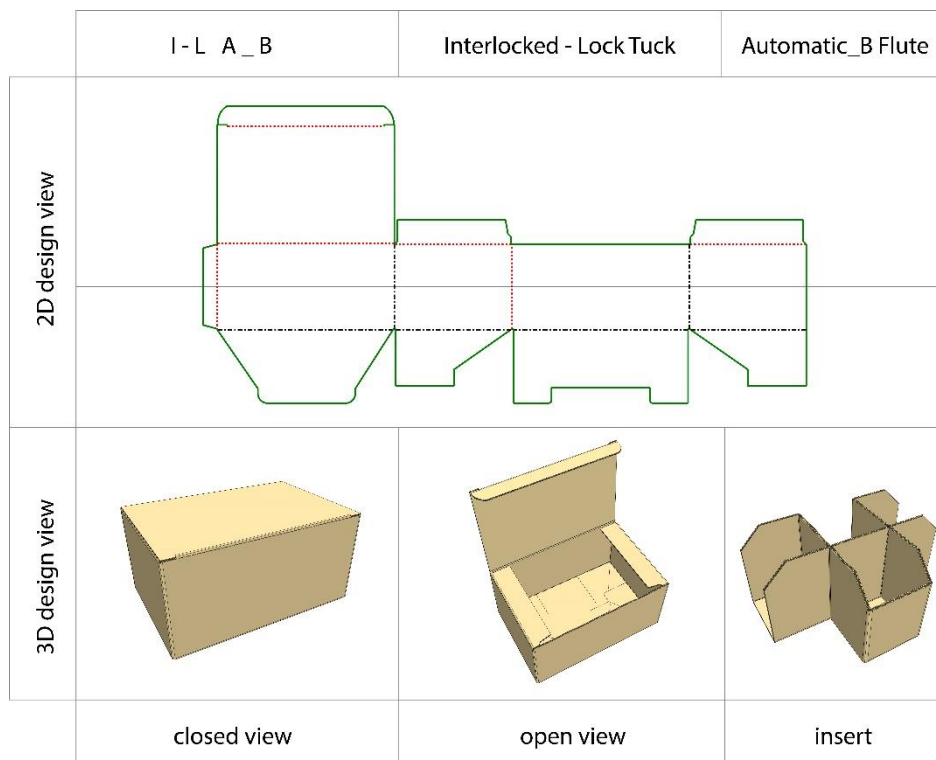 I - L A _ B
Interlocked - Lock Tuck
Automatic_B Flute
2D design view
3D design view
closed view
open view
insert